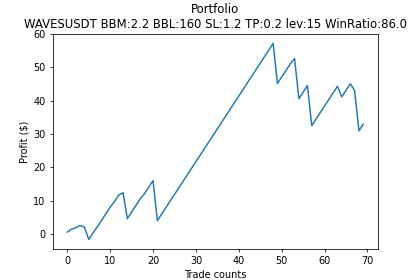 Portfolio
WAVESUSDT BBM:2.2 BBL:160 SL:1.2 TP:0.2 lev:15 WinRatio:86.0
60
50
40
30
20
10
0
Profit ($)
0 10 20 30 40 50 60 70
Trade counts